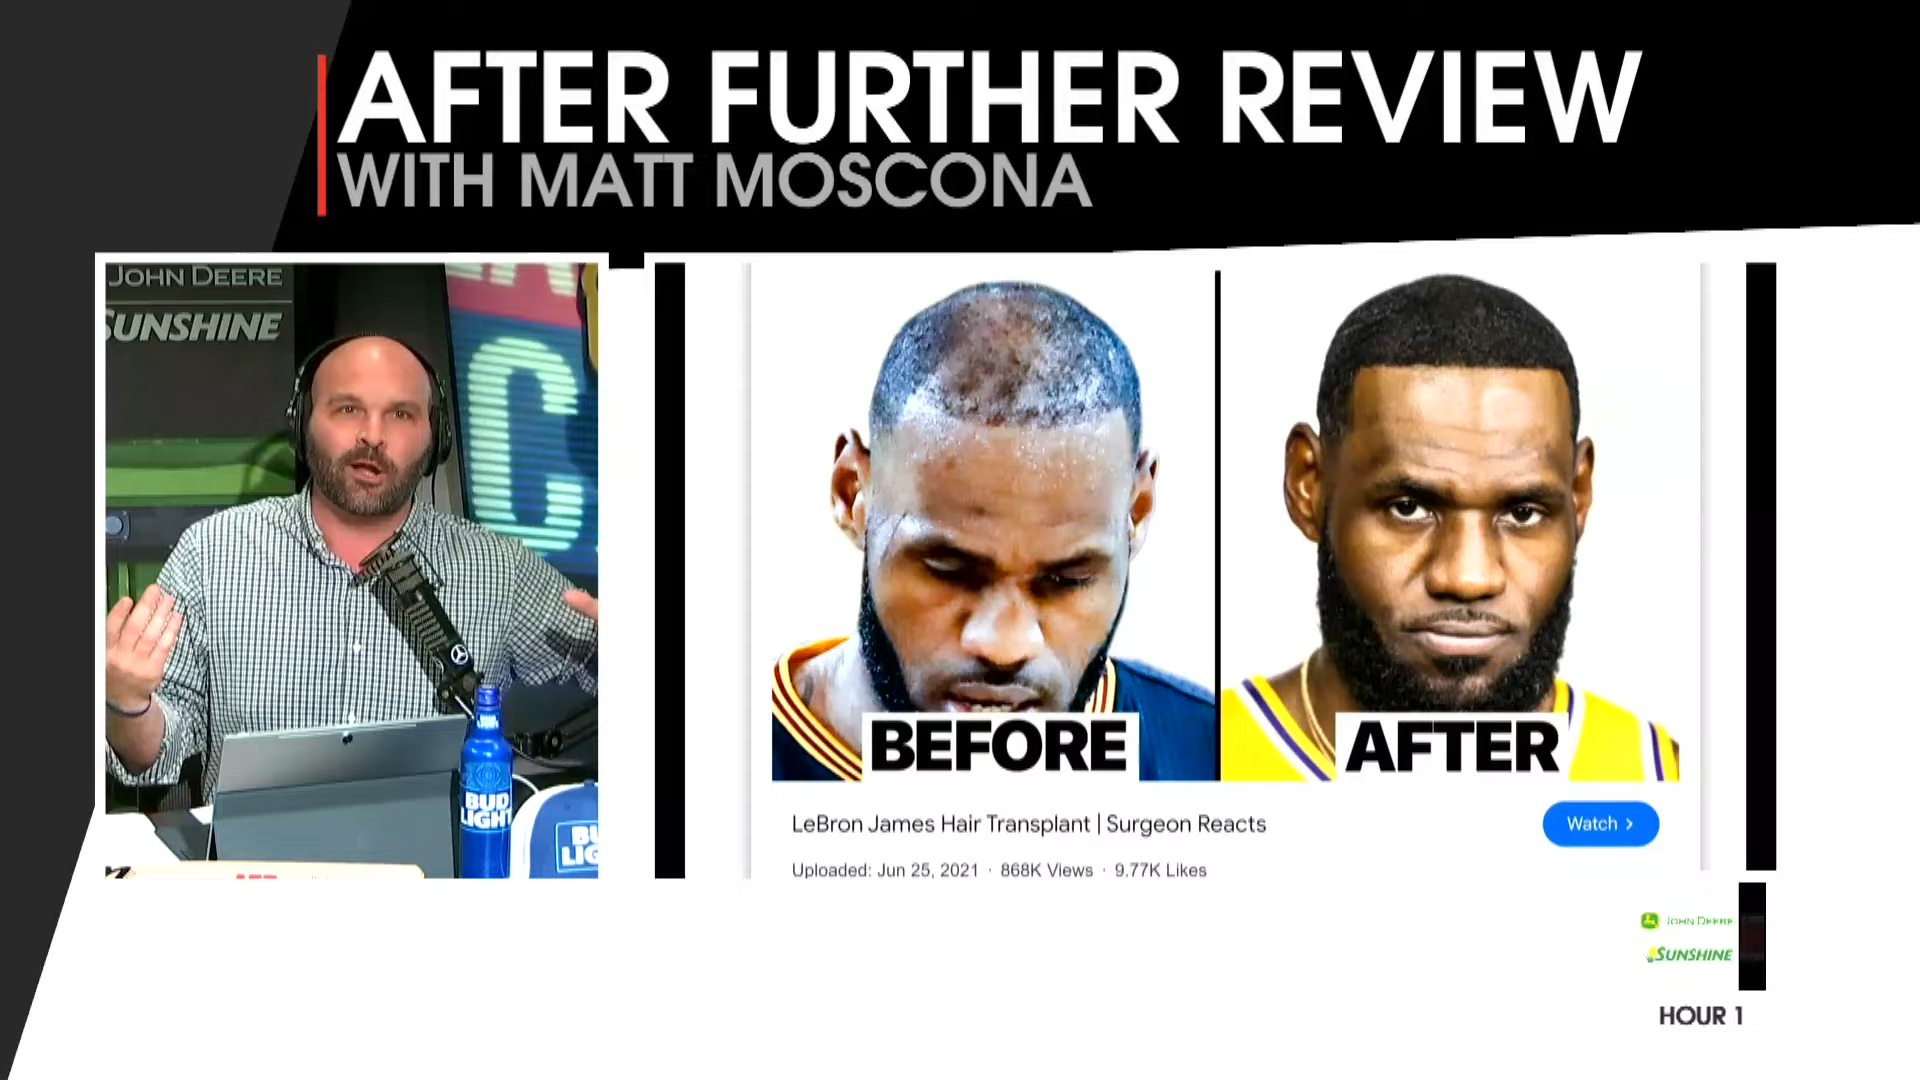 AFTER FURTHER REVIEW
WITH MATT MOSCONA
JOHN DEERE
SUNSHINE
C
BUD
LIGHT
BEFORE
AFTER
LeBron James Hair Transplant | Surgeon Reacts
Watch >
Uploaded: Jun 25, 2021 · 868K Views · 9.77K Likes
JOHN DEERE
SUNSHINE
HOUR 1